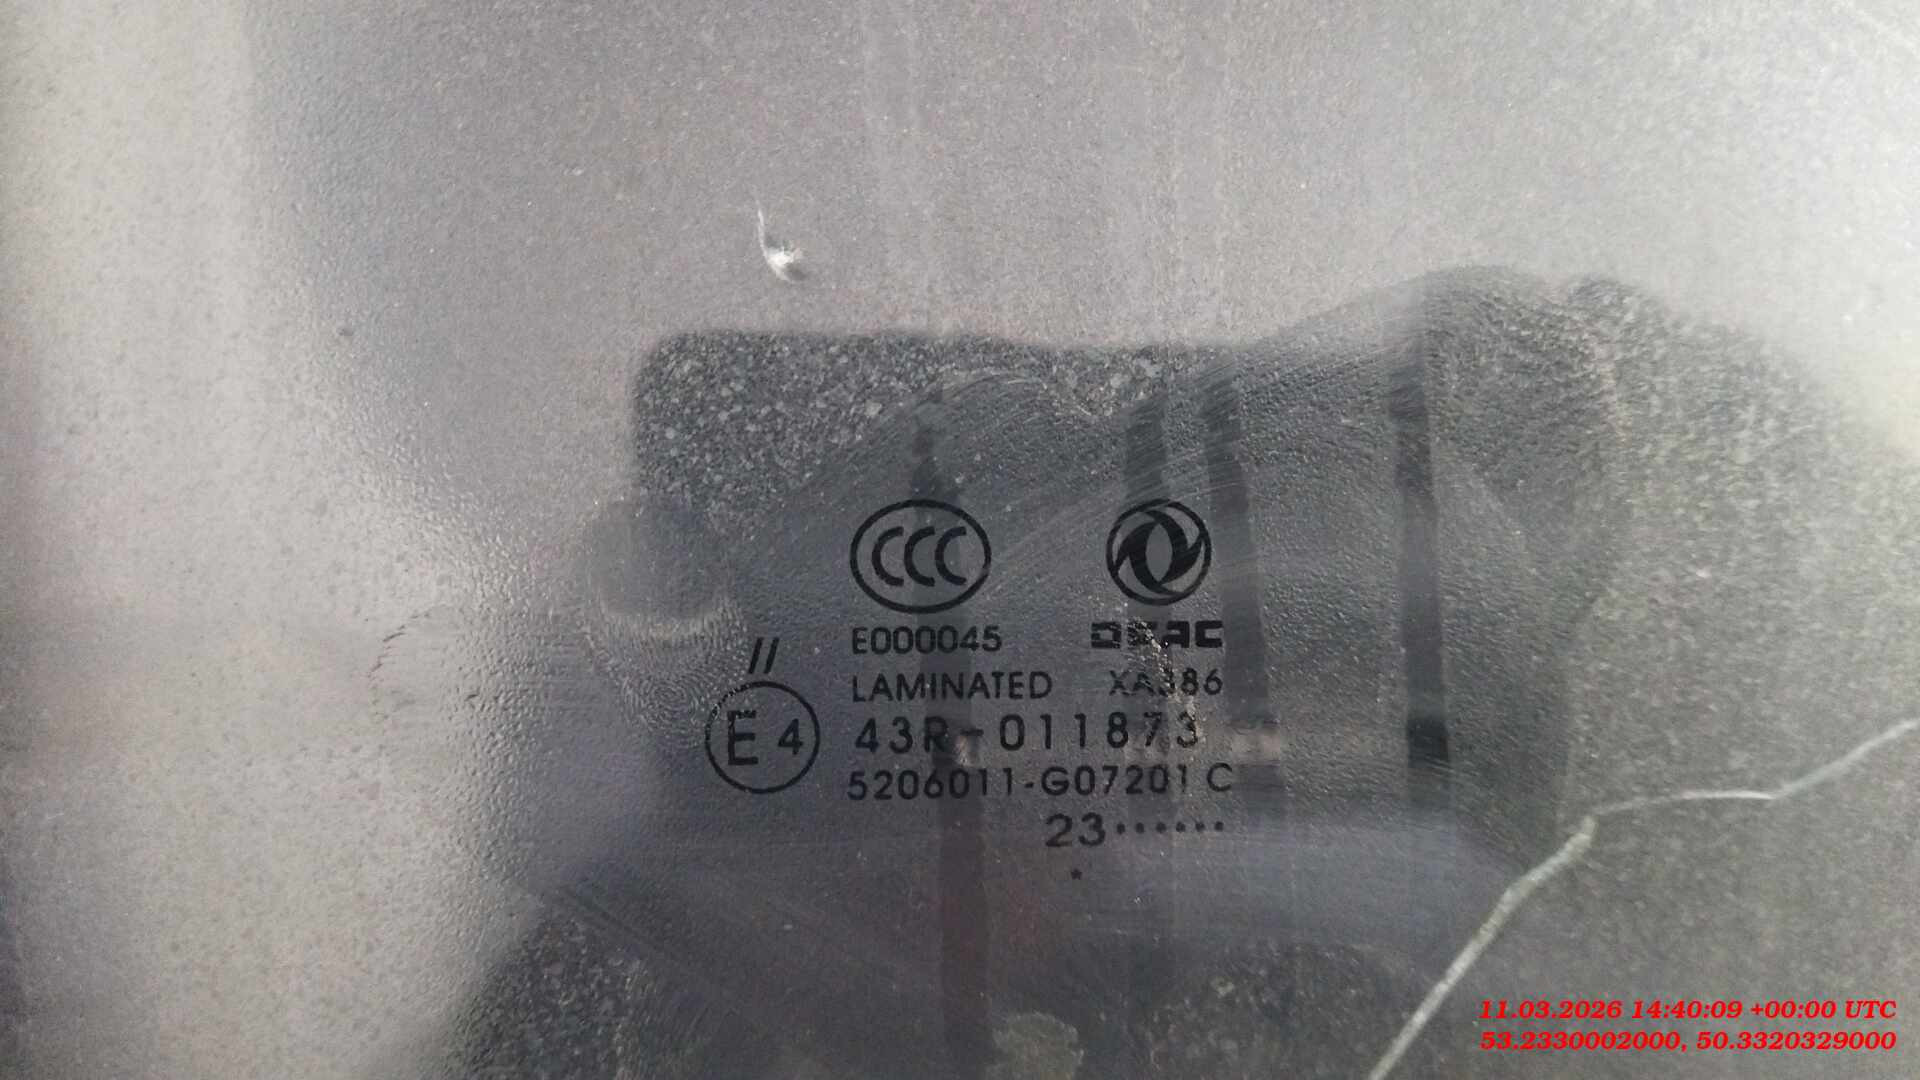 CCC
E000045
//
LAMINATED XA386
E4 43R-011873
5206011-G07201 C
23••••••
*
11.03.2026 14:40:09 +00:00 UTC
53.2330002000, 50.3320329000